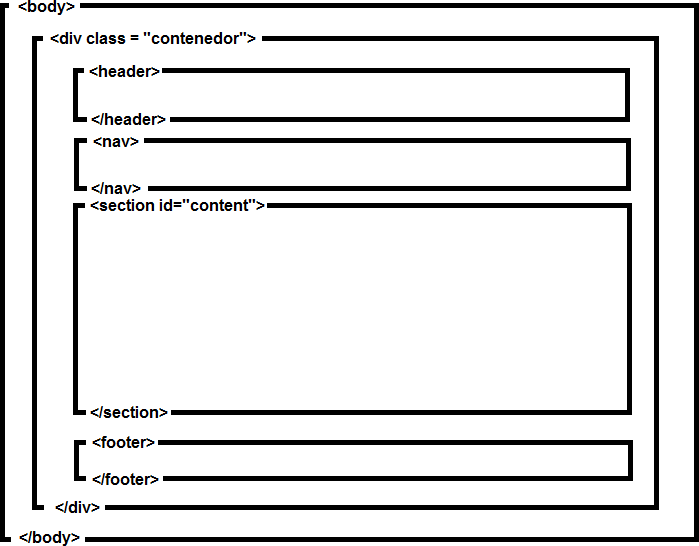 <body>
<div class = "contenedor">
<header>
</header>
<nav>
</nav>
<section id="content">
</section>
<footer>
</footer>
</div>
</body>